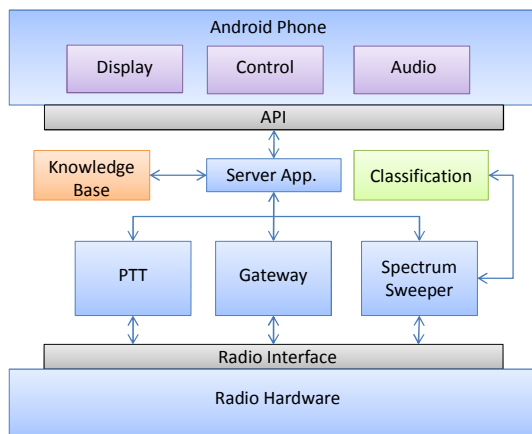 Android Phone
Display
Control
Audio
API
Knowledge
Base
Server App.
Classification
PTT
Gateway
Spectrum
Sweeper
Radio Interface
Radio Hardware